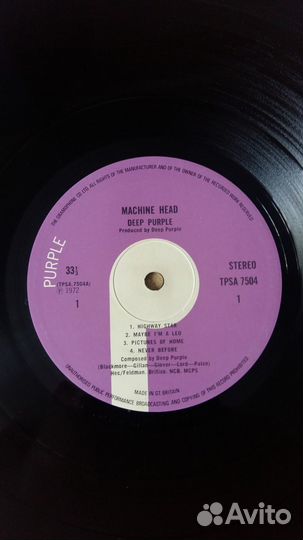 THE GRAMOPHONE CO LTD. ALL RIGHTS OF THE MANUFACTURER AND OF THE OWNER OF THE RECORDED WORK RESERVED
MACHINE HEAD
DEEP PURPLE
Produced by Deep Purple
PURPLE
33⅓
(TPSA.7504A)
℗ 1972
1
STEREO
TPSA 7504
1
1. HIGHWAY STAR
2. MAYBE I'M A LEO
3. PICTURES OF HOME
4. NEVER BEFORE
Composed by Deep Purple
(Blackmore—Gillan—Glover—Lord—Paice)
Hec/Feldman. British. NCB. MCPS
UNAUTHORISED PUBLIC PERFORMANCE BROADCASTING AND COPYING OF THIS RECORD PROHIBITED
MADE IN GT. BRITAIN
Avito